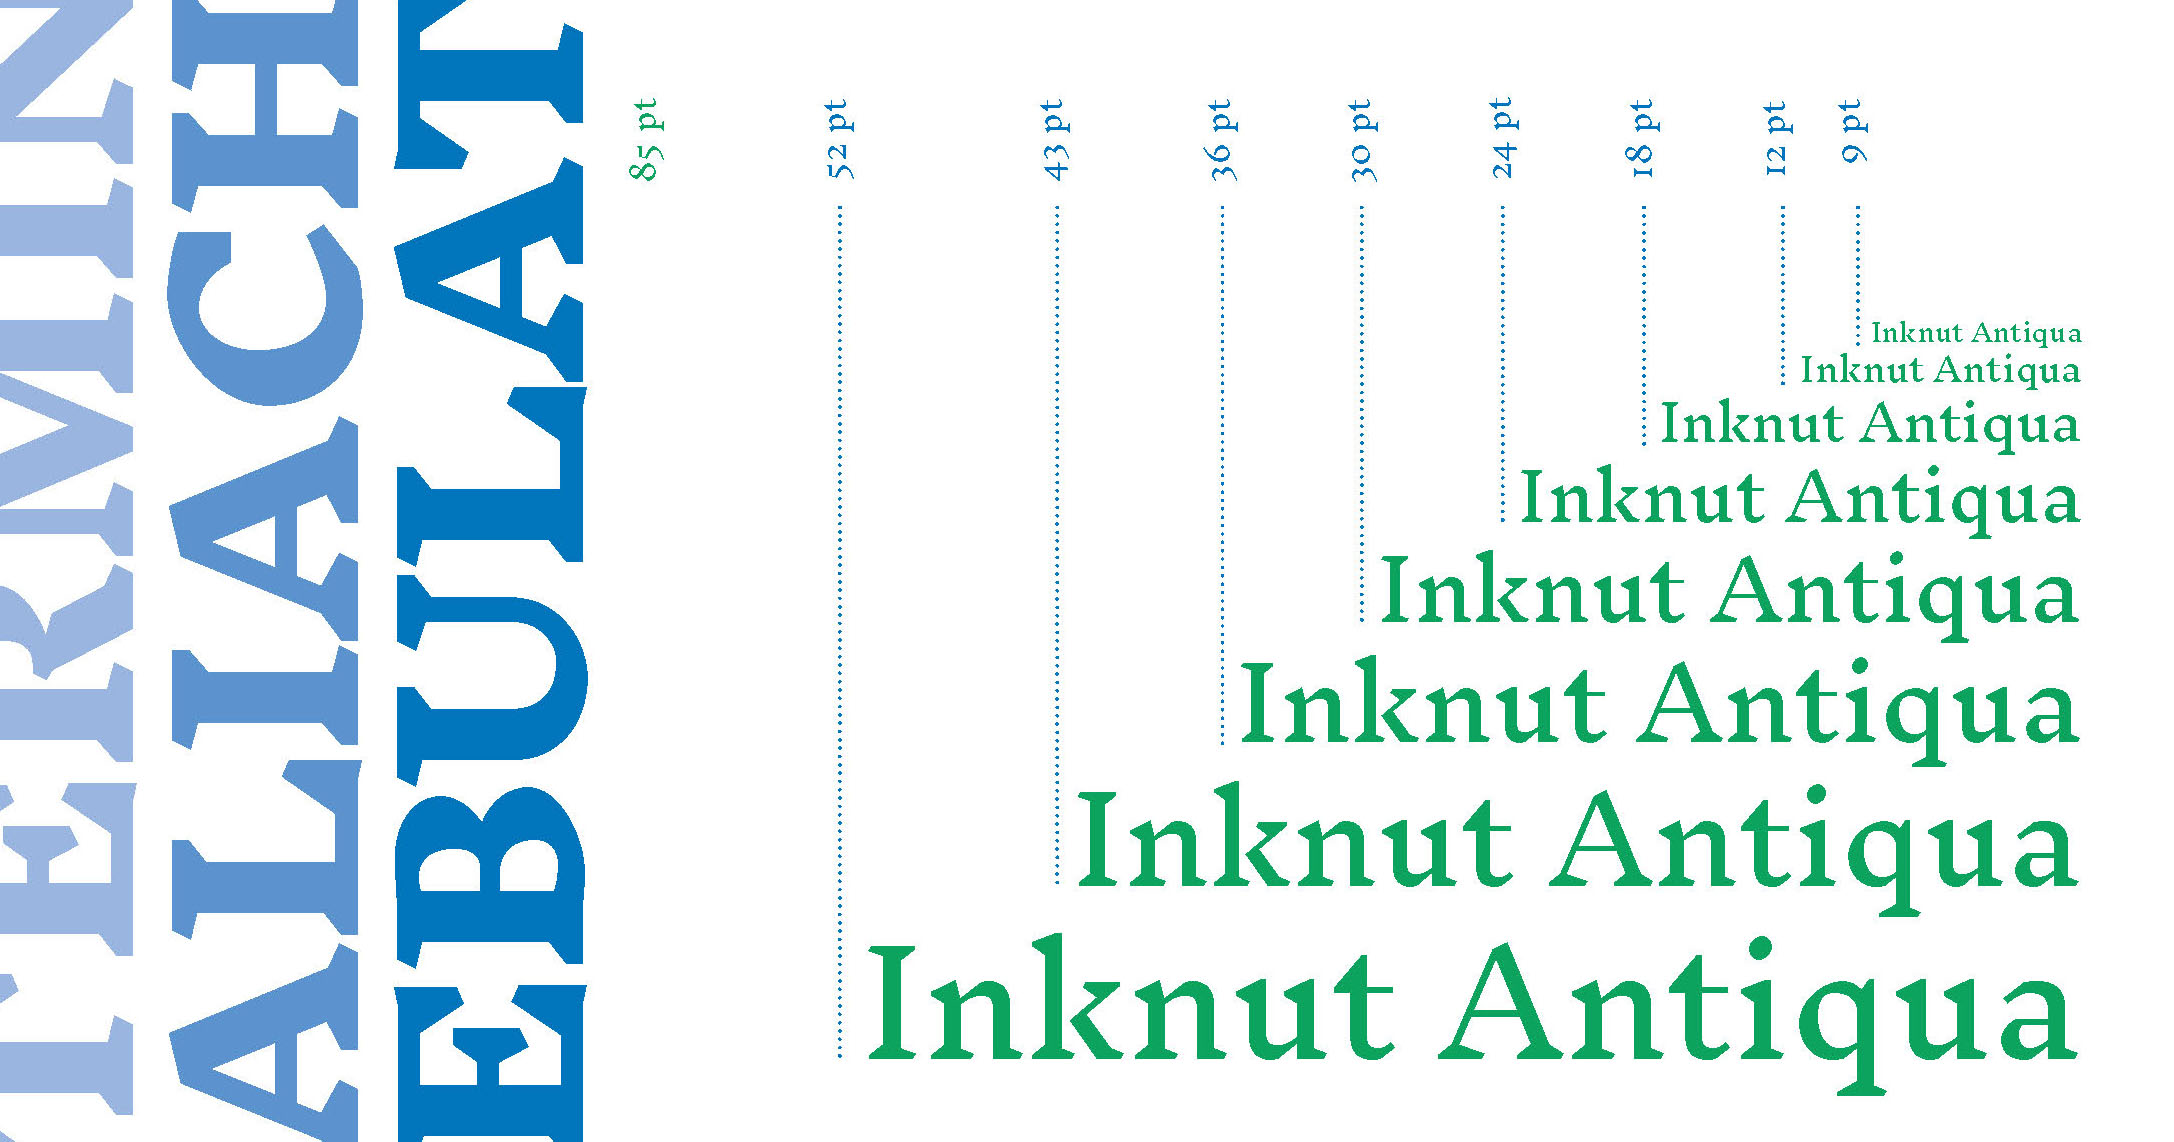 TERMIN
ALIACH
EBULAT
85 pt
52 pt
43 pt
36 pt
30 pt
24 pt
18 pt
12 pt
9 pt
Inknut Antiqua
Inknut Antiqua
Inknut Antiqua
Inknut Antiqua
Inknut Antiqua
Inknut Antiqua
Inknut Antiqua
Inknut Antiqua